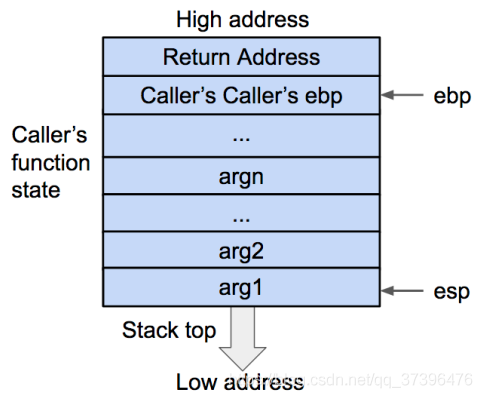 High address
Return Address
Caller's Caller's ebp
ebp
...
Caller's
function
state
argn
...
arg2
arg1
esp
Stack top
Low address
https://blog.csdn.net/qq_37396476